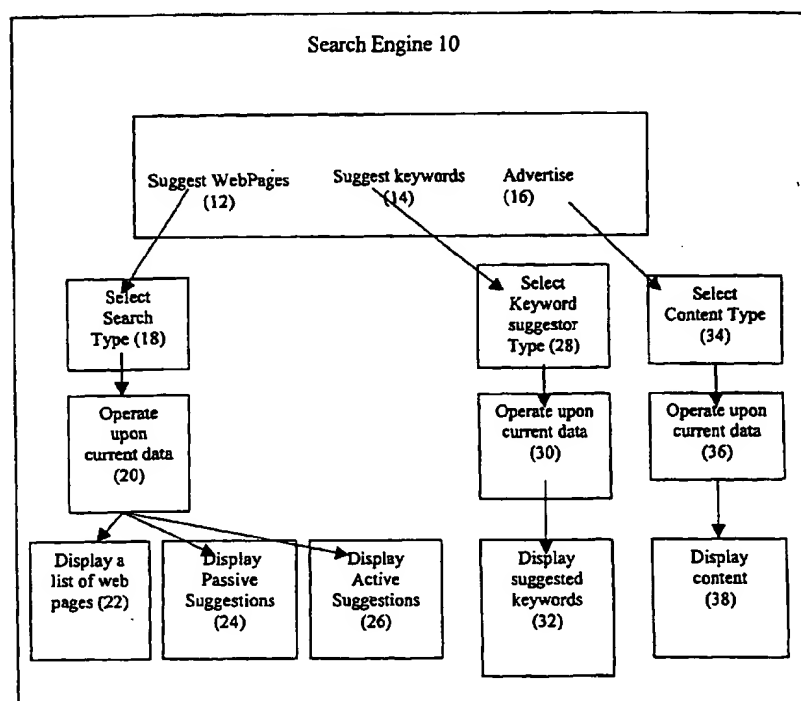 Search Engine 10
Suggest WebPages
(12)
Suggest keywords
(14)
Advertise
(16)
Select
Search
Type (18)
Select
Keyword
suggestor
Type (28)
Select
Content Type
(34)
Operate
upon
current data
(20)
Operate upon
current data
(30)
Operate upon
current data
(36)
Display a
list of web
pages (22)
Display
Passive
Suggestions
(24)
Display
Active
Suggestions
(26)
Display
suggested
keywords
(32)
Display
content
(38)